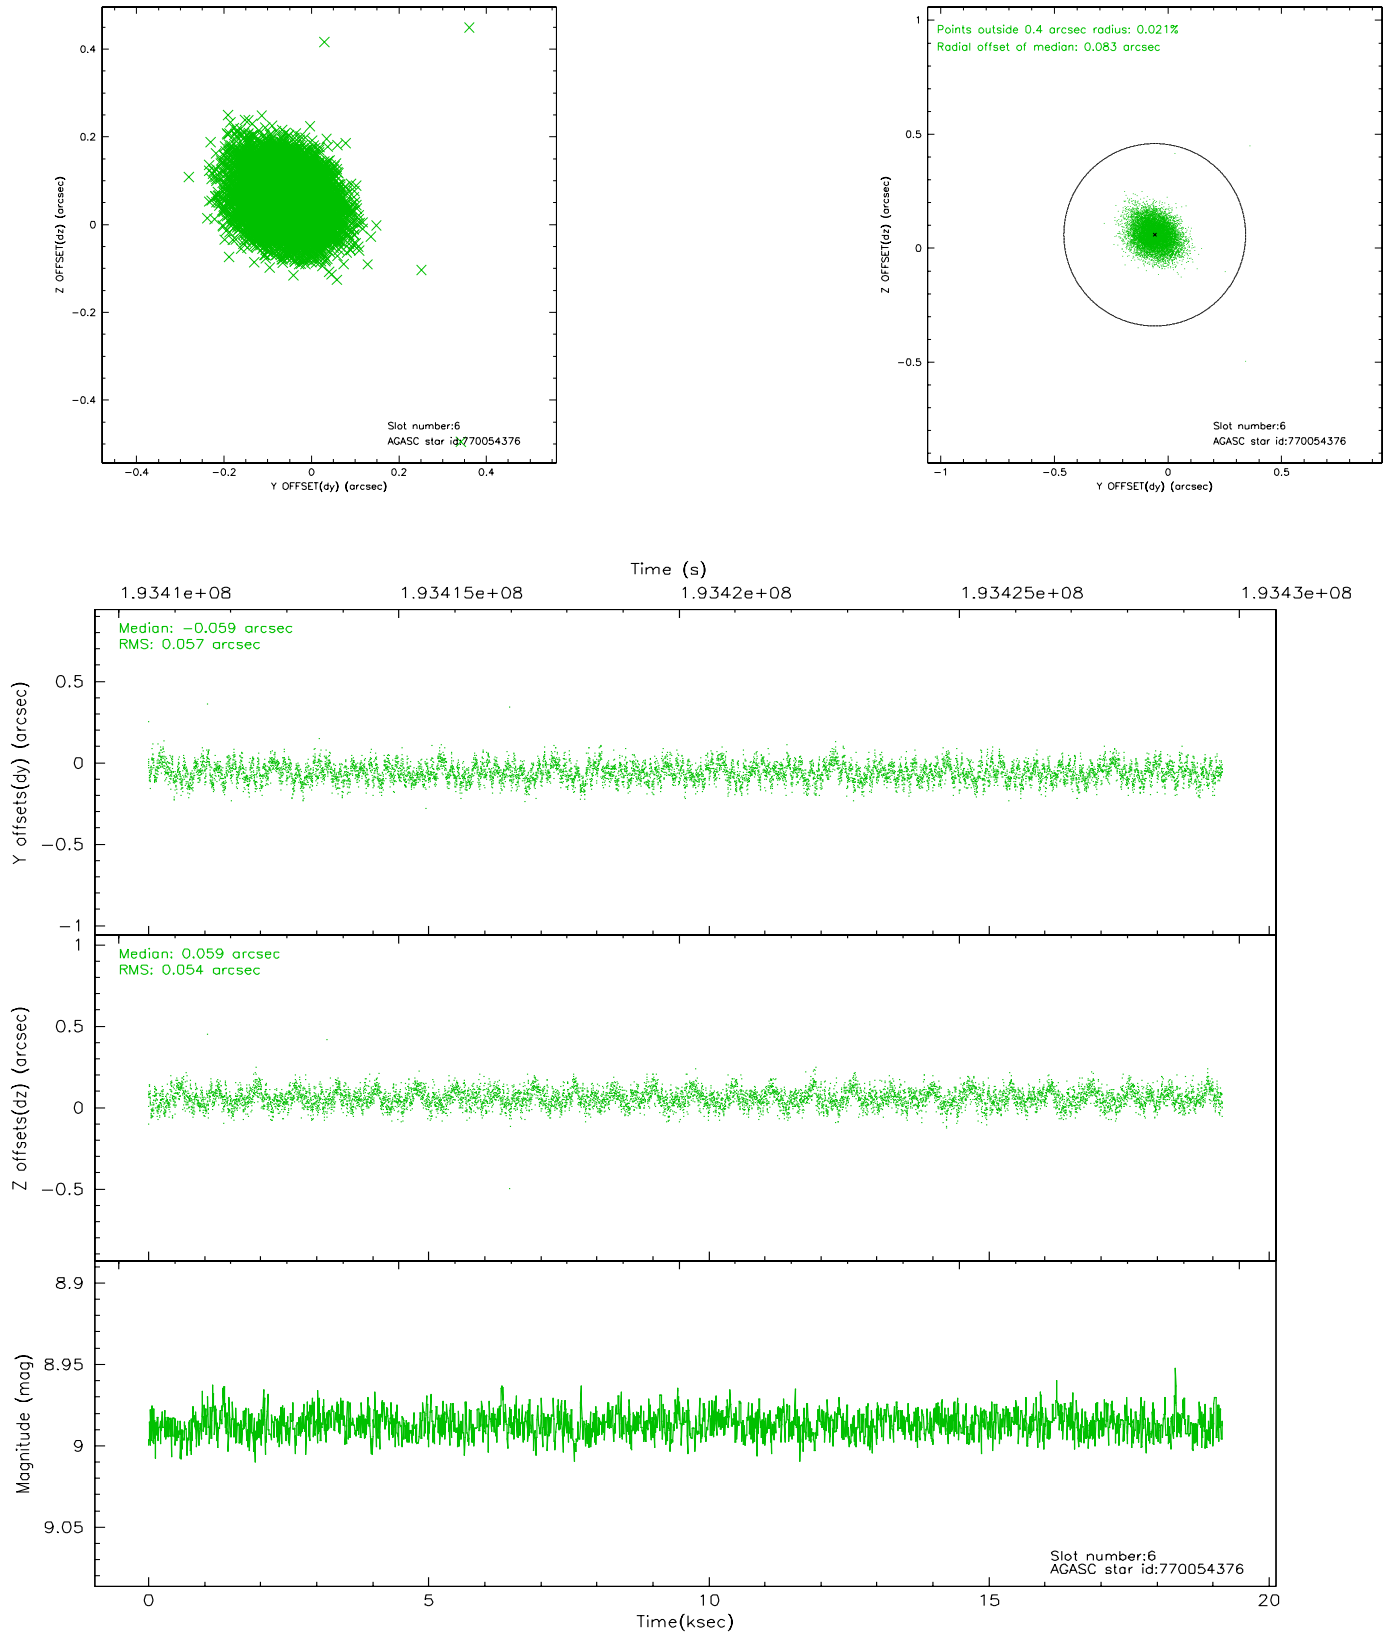 0.4
0.2
0
−0.2
−0.4
Z OFFSET(dz) (arcsec)
Slot number:6
AGASC star id:770054376
−0.4
−0.2
0
0.2
0.4
Y OFFSET(dy) (arcsec)
Points outside 0.4 arcsec radius: 0.021%
Radial offset of median: 0.083 arcsec
1
0.5
0
−0.5
Z OFFSET(dz) (arcsec)
Slot number:6
AGASC star id:770054376
−1
−0.5
0
0.5
Y OFFSET(dy) (arcsec)
Time (s)
1.9341e+08
1.93415e+08
1.9342e+08
1.93425e+08
1.9343e+08
Median: −0.059 arcsec
RMS: 0.057 arcsec
0.5
0
−0.5
−1
Y offsets(dy) (arcsec)
Median: 0.059 arcsec
RMS: 0.054 arcsec
1
0.5
0
−0.5
Z offsets(dz) (arcsec)
8.9
8.95
9
9.05
Magnitude (mag)
Slot number:6
AGASC star id:770054376
0
5
10
15
20
Time(ksec)